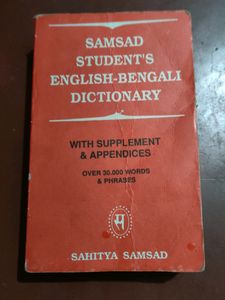 SAMSAD
STUDENT'S
ENGLISH-BENGALI
DICTIONARY
WITH SUPPLEMENT
& APPENDICES
OVER 30.000 WORDS
& PHRASES
SAHITYA SAMSAD